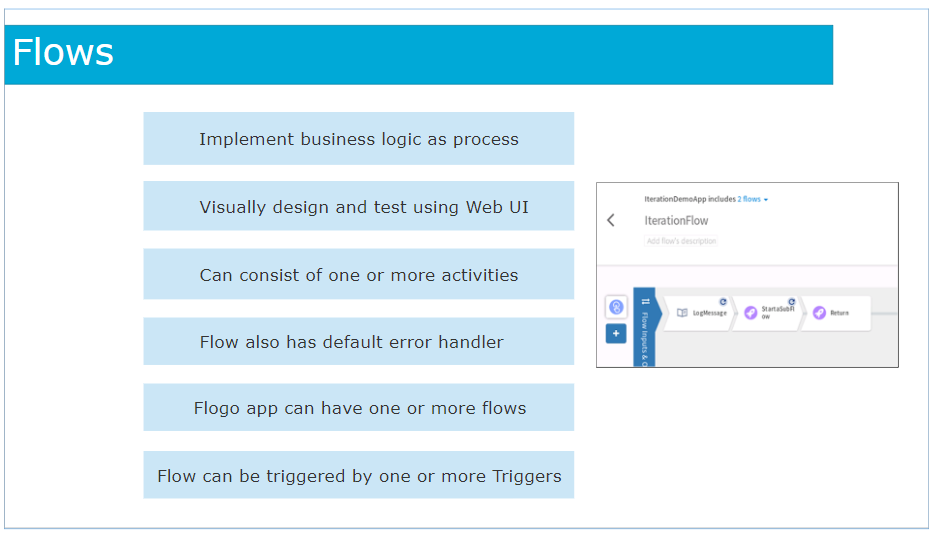 Flows
Implement business logic as process
Visually design and test using Web UI
Can consist of one or more activities
Flow also has default error handler
Flogo app can have one or more flows
Flow can be triggered by one or more Triggers
IterationDemoApp includes 2 flows
IterationFlow
Add flow's description
Flow Inputs &
LogMessage
StartaSubfl
ow
Return